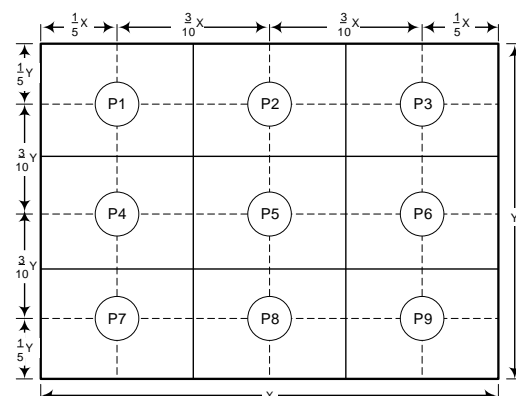 1/5 X 3/10 X 3/10 X 1/5 X
1/5 Y
P1 P2 P3
3/10 Y
P4 P5 P6 Y
3/10 Y
P7 P8 P9
1/5 Y
X